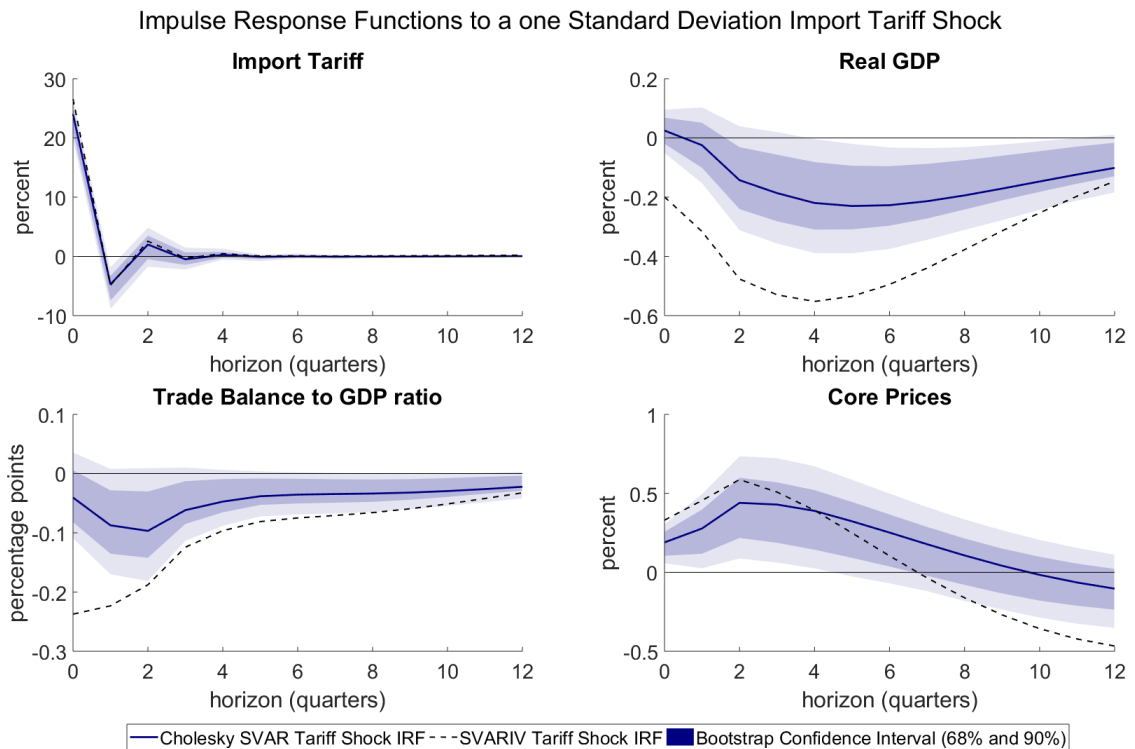 Impulse Response Functions to a one Standard Deviation Import Tariff Shock
Import Tariff
30
20
10
0
-10
percent
0 2 4 6 8 10 12
horizon (quarters)
Real GDP
0.2
0
-0.2
-0.4
-0.6
percent
0 2 4 6 8 10 12
horizon (quarters)
Trade Balance to GDP ratio
0.1
0
-0.1
-0.2
-0.3
percentage points
0 2 4 6 8 10 12
horizon (quarters)
Core Prices
1
0.5
0
-0.5
percent
0 2 4 6 8 10 12
horizon (quarters)
Cholesky SVAR Tariff Shock IRF SVARIV Tariff Shock IRF Bootstrap Confidence Interval (68% and 90%)